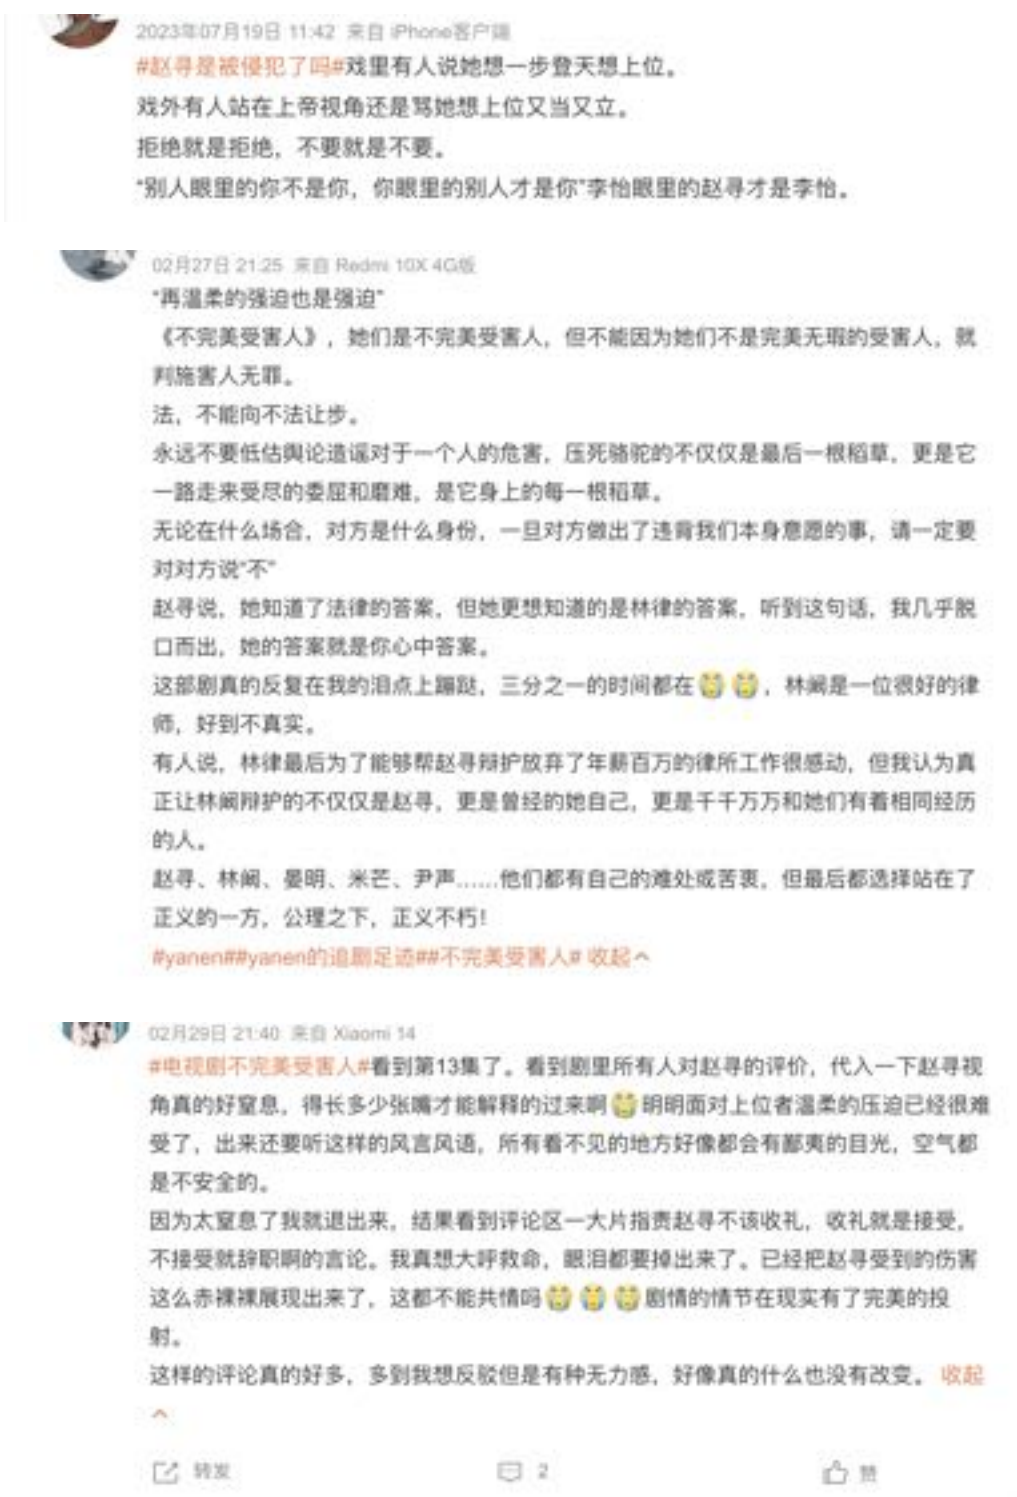 2023年07月19日 11:42 来自 iPhone客户端
#赵寻是被侵犯了吗#戏里有人说她想一步登天想上位。
戏外有人站在上帝视角还是骂她想上位又当又立。
拒绝就是拒绝，不要就是不要。
“别人眼里的你不是你，你眼里的别人才是你”李怡眼里的赵寻才是李怡。
02月27日 21:25 来自 Redmi 10X 4G版
“再温柔的强迫也是强迫”
《不完美受害人》，她们是不完美受害人，但不能因为她们不是完美无瑕的受害人，就
判施害人无罪。
法，不能向不法让步。
永远不要低估舆论造谣对于一个人的危害，压死骆驼的不仅仅是最后一根稻草，更是它
一路走来受尽的委屈和磨难，是它身上的每一根稻草。
无论在什么场合，对方是什么身份，一旦对方做出了违背我们本身意愿的事，请一定要
对对方说“不”
赵寻说，她知道了法律的答案，但她更想知道的是林律的答案，听到这句话，我几乎脱
口而出，她的答案就是你心中答案。
这部剧真的反复在我的泪点上蹦跶，三分之一的时间都在😭😭，林阚是一位很好的律
师，好到不真实。
有人说，林律最后为了能够帮赵寻辩护放弃了年薪百万的律所工作很感动，但我认为真
正让林阚辩护的不仅仅是赵寻，更是曾经的她自己，更是千千万万和她们有着相同经历
的人。
赵寻、林阚、晏明、米芒、尹声……他们都有自己的难处或苦衷，但最后都选择站在了
正义的一方，公理之下，正义不朽！
#yanen##yanen的追剧足迹##不完美受害人# 收起
02月29日 21:40 来自 Xiaomi 14
#电视剧不完美受害人#看到第13集了。看到剧里所有人对赵寻的评价，代入一下赵寻视
角真的好窒息，得长多少张嘴才能解释的过来啊😭明明面对上位者温柔的压迫已经很难
受了，出来还要听这样的风言风语，所有看不见的地方好像都会有鄙夷的目光，空气都
是不安全的。
因为太窒息了我就退出来，结果看到评论区一大片指责赵寻不该收礼，收礼就是接受，
不接受就辞职啊的言论。我真想大呼救命，眼泪都要掉出来了。已经把赵寻受到的伤害
这么赤裸裸展现出来了，这都不能共情吗😭😭😭剧情的情节在现实有了完美的投
射。
这样的评论真的好多，多到我想反驳但是有种无力感，好像真的什么也没有改变。 收起
转发 2 赞